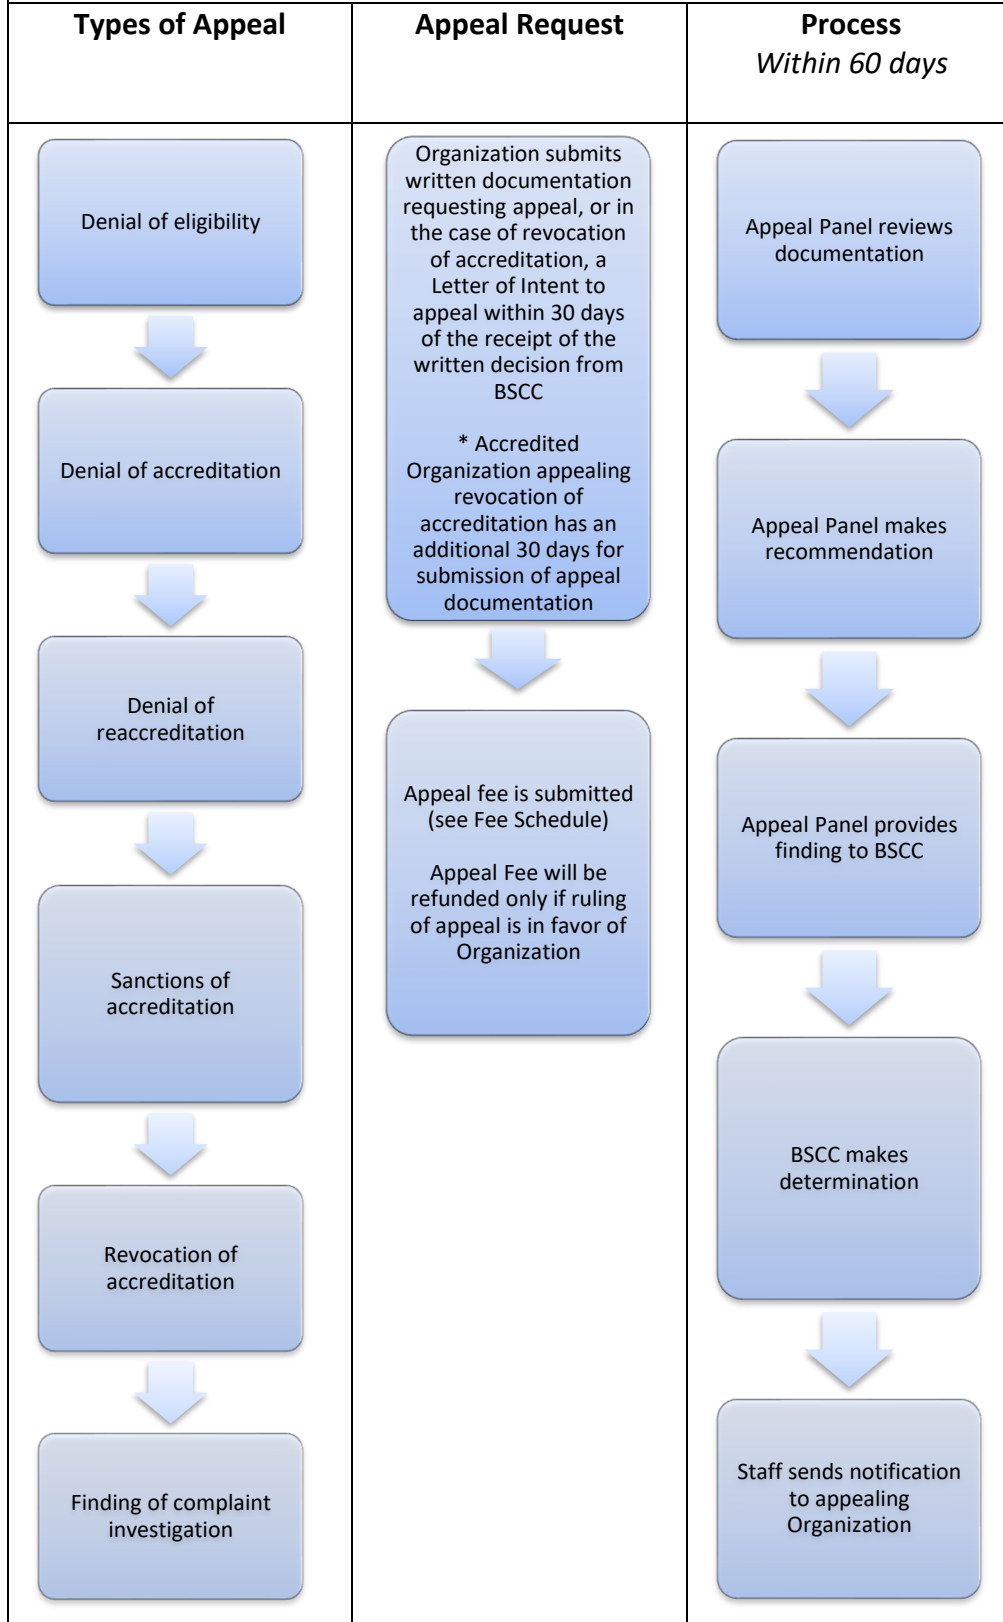 Types of Appeal
Appeal Request
Process
Within 60 days
Denial of eligibility
Denial of accreditation
Denial of
reaccreditation
Sanctions of
accreditation
Revocation of
accreditation
Finding of complaint
investigation
Organization submits
written documentation
requesting appeal, or in
the case of revocation
of accreditation, a
Letter of Intent to
appeal within 30 days
of the receipt of the
written decision from
BSCC
* Accredited
Organization appealing
revocation of
accreditation has an
additional 30 days for
submission of appeal
documentation
Appeal fee is submitted
(see Fee Schedule)
Appeal Fee will be
refunded only if ruling
of appeal is in favor of
Organization
Appeal Panel reviews
documentation
Appeal Panel makes
recommendation
Appeal Panel provides
finding to BSCC
BSCC makes
determination
Staff sends notification
to appealing
Organization